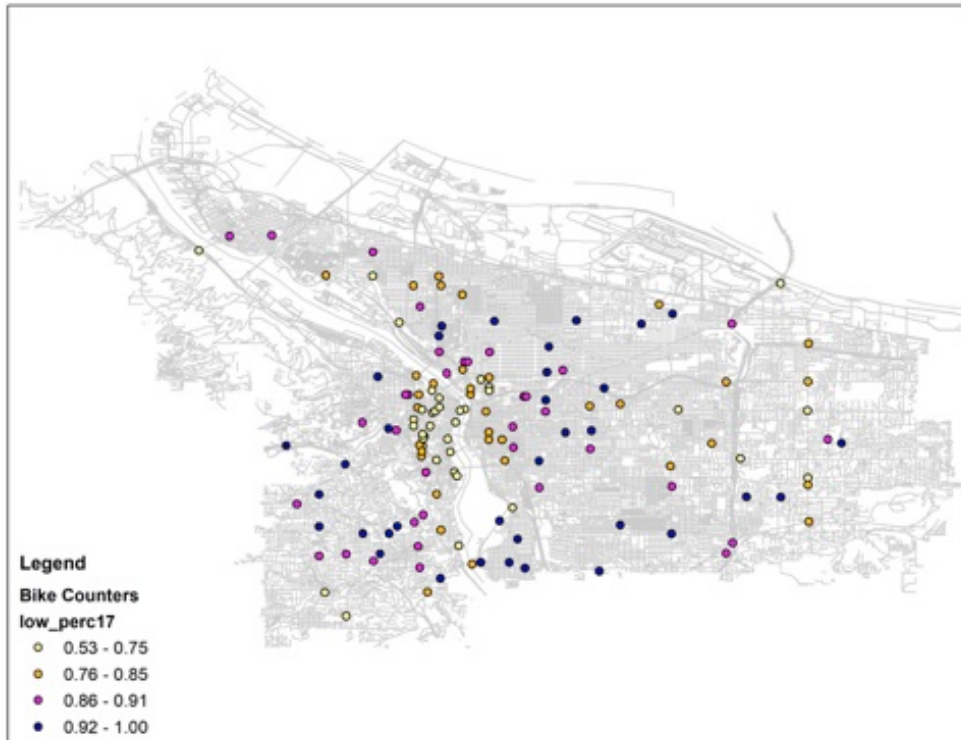 Legend
Bike Counters
low_perc17
0.53 - 0.75
0.76 - 0.85
0.86 - 0.91
0.92 - 1.00